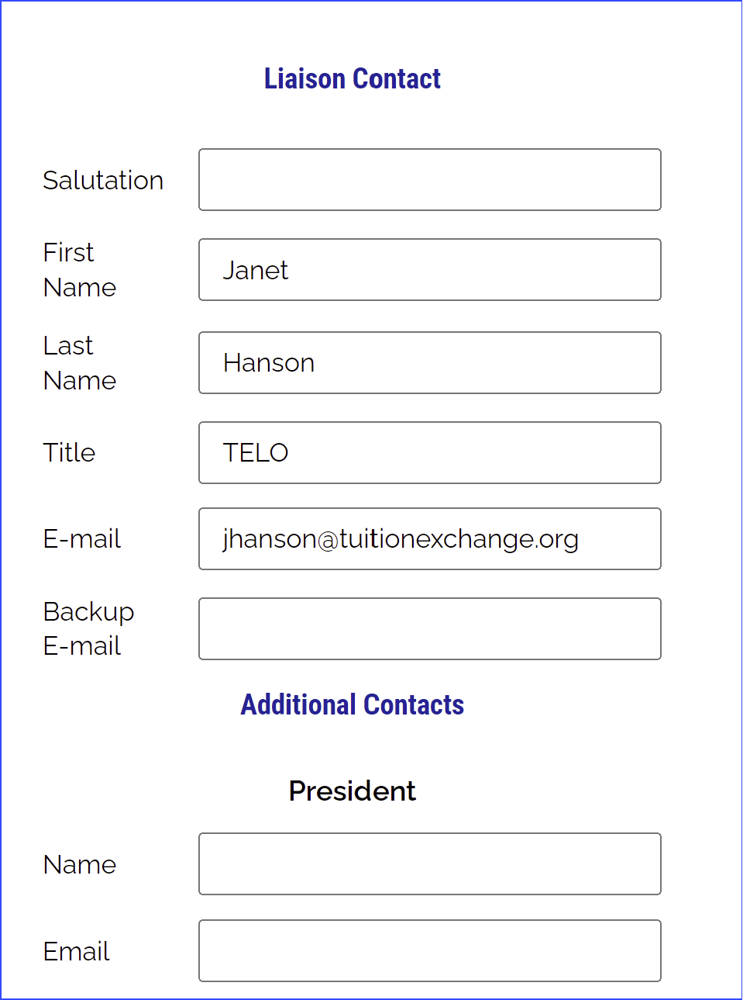 Liaison Contact
Salutation
First
Name
Janet
Last
Name
Hanson
Title
TELO
E-mail
jhanson@tuitionexchange.org
Backup
E-mail
Additional Contacts
President
Name
Email